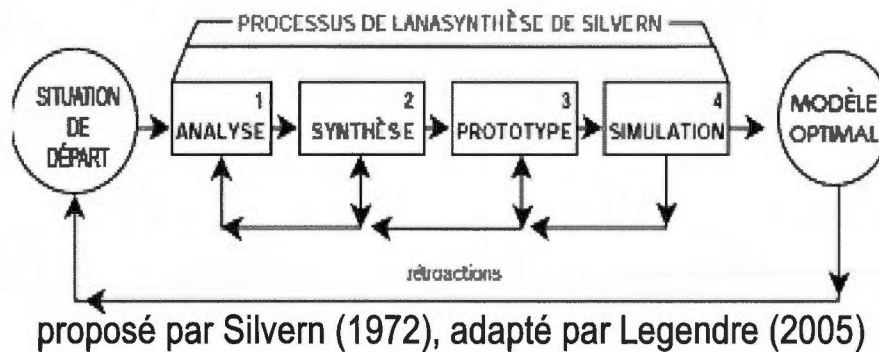 PROCESSUS DE LANASYNTHÈSE DE SILVERN
SITUATION
DE
DÉPART
1
ANALYSE
2
SYNTHÈSE
3
PROTOTYPE
4
SIMULATION
MODÈLE
OPTIMAL
rétroactions
proposé par Silvern (1972), adapté par Legendre (2005)